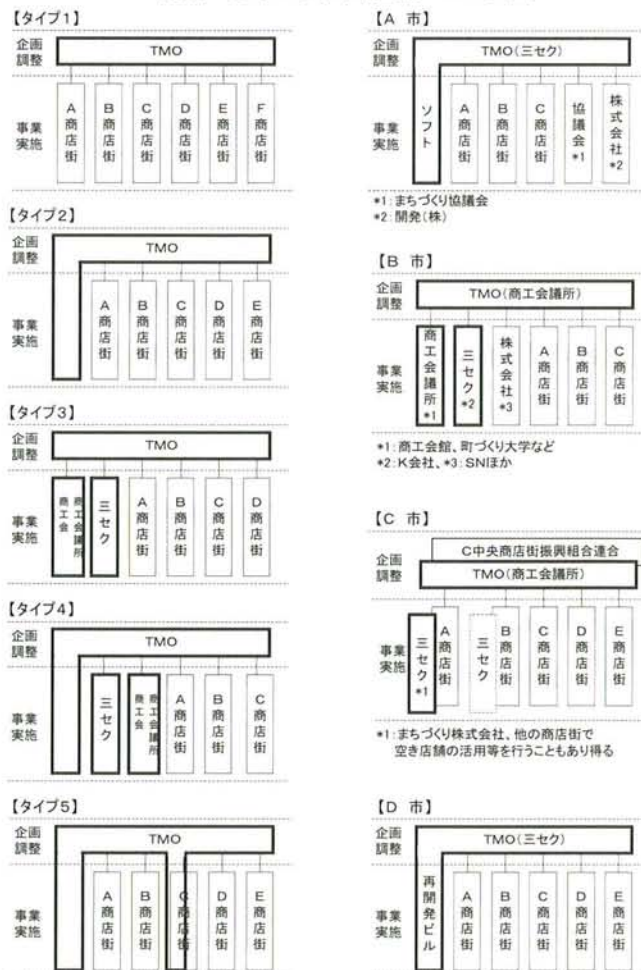 【タイプ1】
企画
調整
TMO
事業
実施
A商店街
B商店街
C商店街
D商店街
E商店街
F商店街
【タイプ2】
企画
調整
TMO
事業
実施
A商店街
B商店街
C商店街
D商店街
E商店街
【タイプ3】
企画
調整
TMO
事業
実施
商工会議所
商工会
三セク
A商店街
B商店街
C商店街
D商店街
【タイプ4】
企画
調整
TMO
事業
実施
三セク
商工会議所
商工会
A商店街
B商店街
C商店街
【タイプ5】
企画
調整
TMO
事業
実施
A商店街
B商店街
C商店街
D商店街
E商店街
【A 市】
企画
調整
TMO(三セク)
事業
実施
ソフト
A商店街
B商店街
C商店街
協議会*1
株式会社*2
*1:まちづくり協議会
*2:開発(株)
【B 市】
企画
調整
TMO(商工会議所)
事業
実施
商工会議所*1
三セク*2
株式会社*3
A商店街
B商店街
C商店街
*1:商工会館、町づくり大学など
*2:K会社、*3:SNほか
【C 市】
企画
調整
C中央商店街振興組合連合
TMO(商工会議所)
事業
実施
三セク*1
A商店街
三セク
B商店街
C商店街
D商店街
E商店街
*1:まちづくり株式会社、他の商店街で
空き店舗の活用等を行うこともあり得る
【D 市】
企画
調整
TMO(三セク)
事業
実施
再開発ビル
A商店街
B商店街
C商店街
D商店街
E商店街